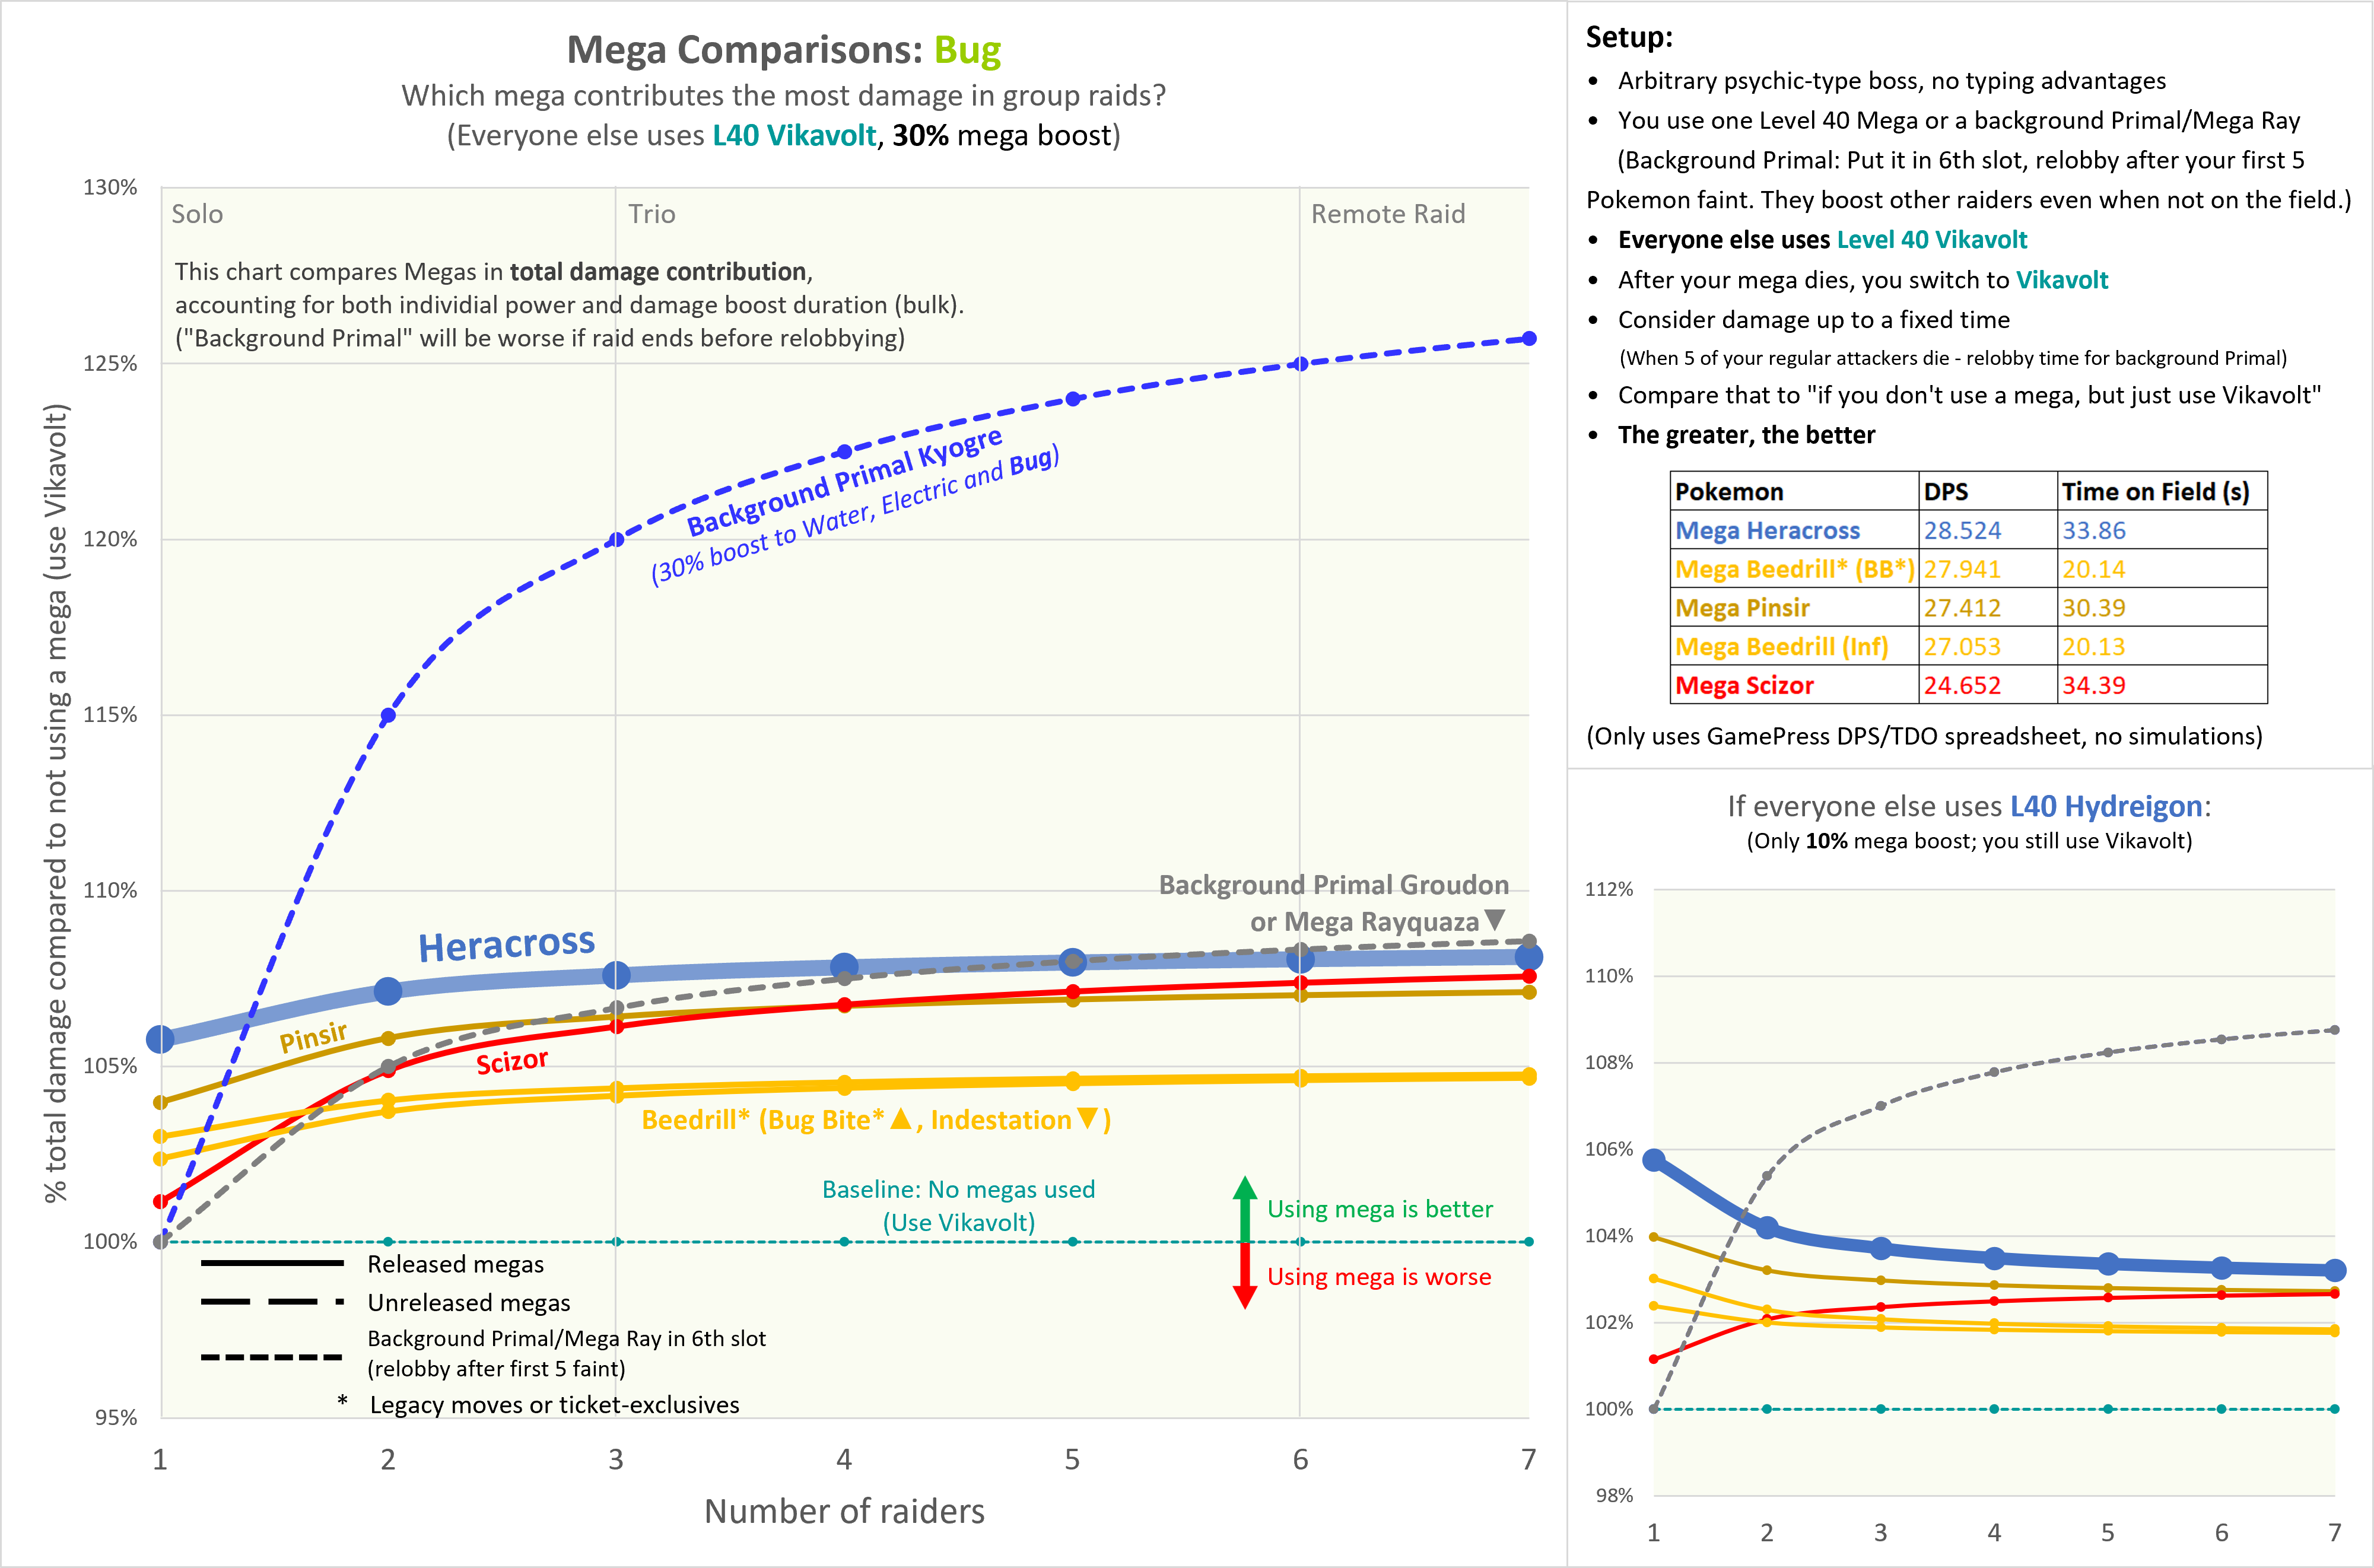 Mega Comparisons: Bug
Which mega contributes the most damage in group raids?
(Everyone else uses L40 Vikavolt, 30% mega boost)
% total damage compared to not using a mega (use Vikavolt)
130%
125%
120%
115%
110%
105%
100%
95%
Solo
Trio
Remote Raid
This chart compares Megas in total damage contribution,
accounting for both individial power and damage boost duration (bulk).
("Background Primal" will be worse if raid ends before relobbying)
Background Primal Kyogre
(30% boost to Water, Electric and Bug)
Background Primal Groudon
or Mega Rayquaza ▼
Heracross
Pinsir
Scizor
Beedrill* (Bug Bite* ▲, Indestation ▼)
Baseline: No megas used
(Use Vikavolt)
Using mega is better
Using mega is worse
Released megas
Unreleased megas
Background Primal/Mega Ray in 6th slot
(relobby after first 5 faint)
* Legacy moves or ticket-exclusives
1 2 3 4 5 6 7
Number of raiders
Setup:
• Arbitrary psychic-type boss, no typing advantages
• You use one Level 40 Mega or a background Primal/Mega Ray
(Background Primal: Put it in 6th slot, relobby after your first 5
Pokemon faint. They boost other raiders even when not on the field.)
• Everyone else uses Level 40 Vikavolt
• After your mega dies, you switch to Vikavolt
• Consider damage up to a fixed time
(When 5 of your regular attackers die - relobby time for background Primal)
• Compare that to "if you don't use a mega, but just use Vikavolt"
• The greater, the better
Pokemon DPS Time on Field (s)
Mega Heracross 28.524 33.86
Mega Beedrill* (BB*) 27.941 20.14
Mega Pinsir 27.412 30.39
Mega Beedrill (Inf) 27.053 20.13
Mega Scizor 24.652 34.39
(Only uses GamePress DPS/TDO spreadsheet, no simulations)
If everyone else uses L40 Hydreigon:
(Only 10% mega boost; you still use Vikavolt)
112%
110%
108%
106%
104%
102%
100%
98%
1 2 3 4 5 6 7